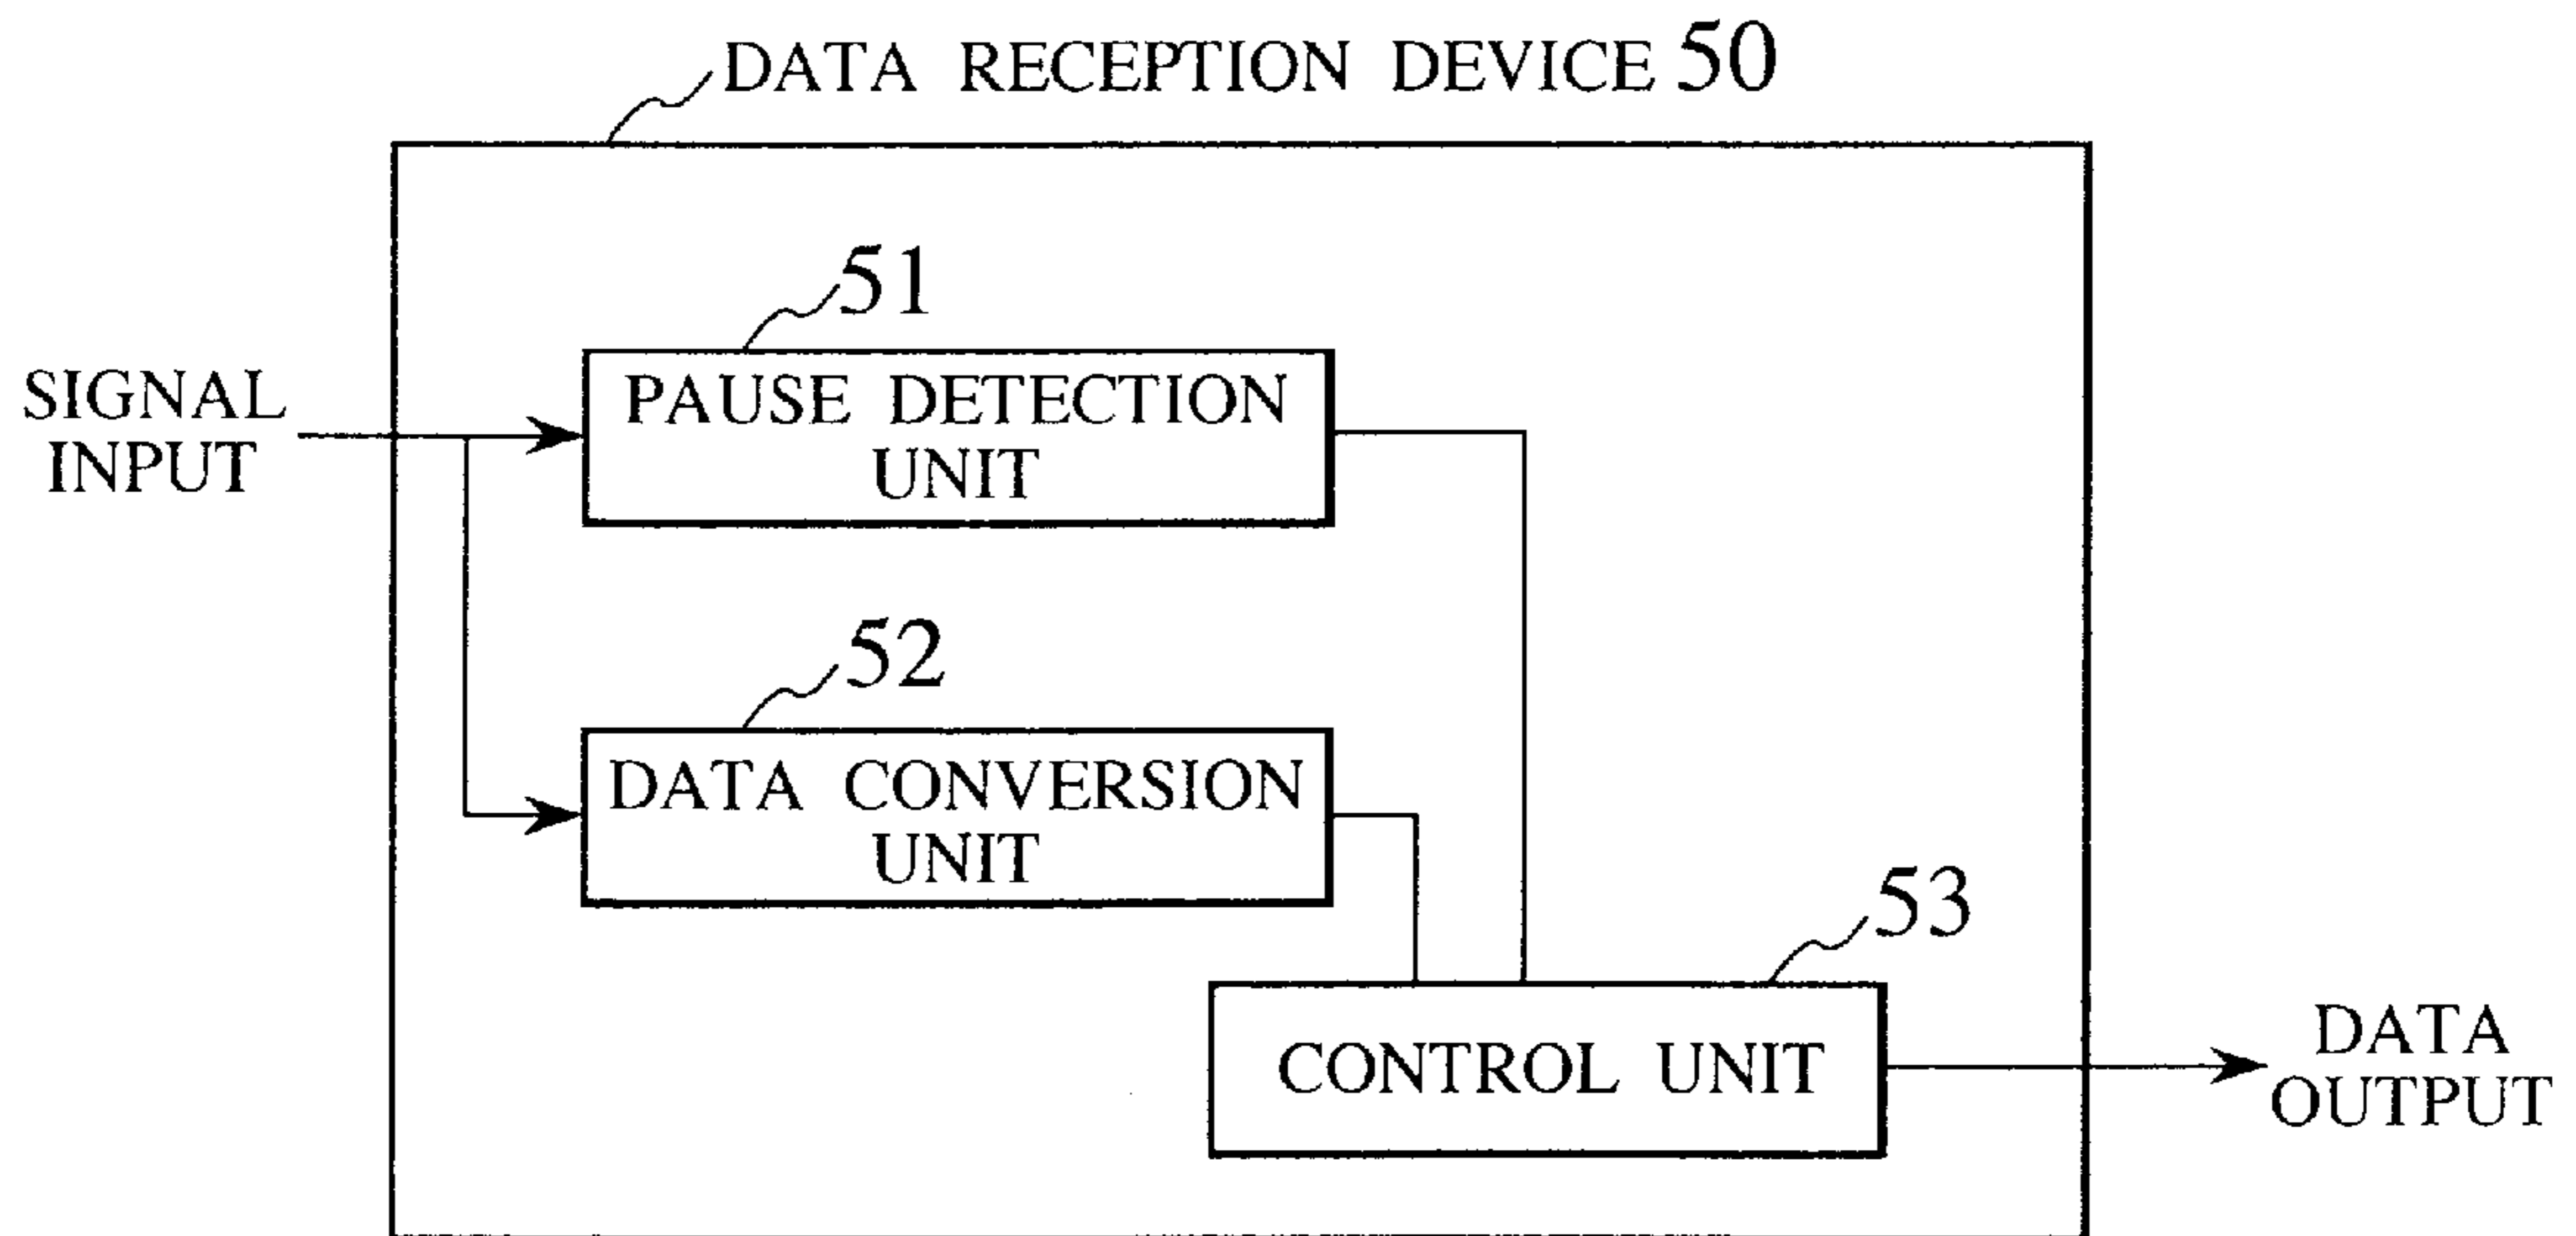 DATA RECEPTION DEVICE 50
51
SIGNAL
INPUT
PAUSE DETECTION
UNIT
52
DATA CONVERSION
UNIT
53
CONTROL UNIT
DATA
OUTPUT